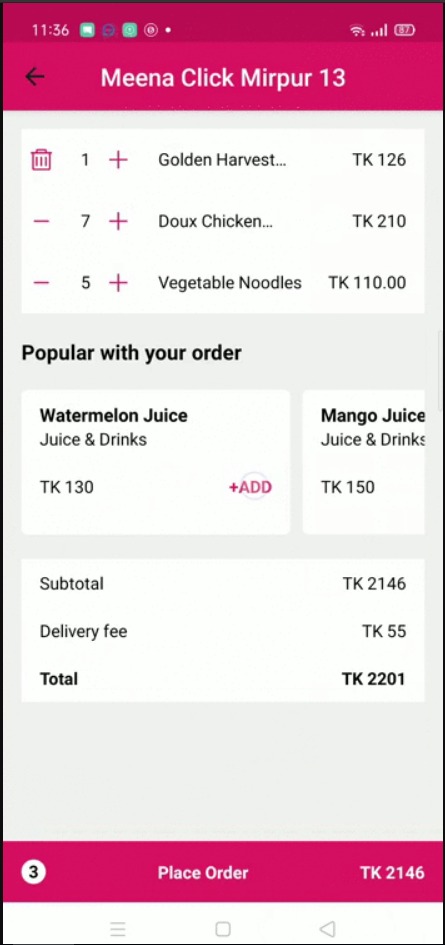 11:36
87
Meena Click Mirpur 13
1 + Golden Harvest... TK 126
− 7 + Doux Chicken... TK 210
− 5 + Vegetable Noodles TK 110.00
Popular with your order
Watermelon Juice
Juice & Drinks
TK 130 +ADD
Mango Juice
Juice & Drinks
TK 150
Subtotal TK 2146
Delivery fee TK 55
Total TK 2201
3 Place Order TK 2146